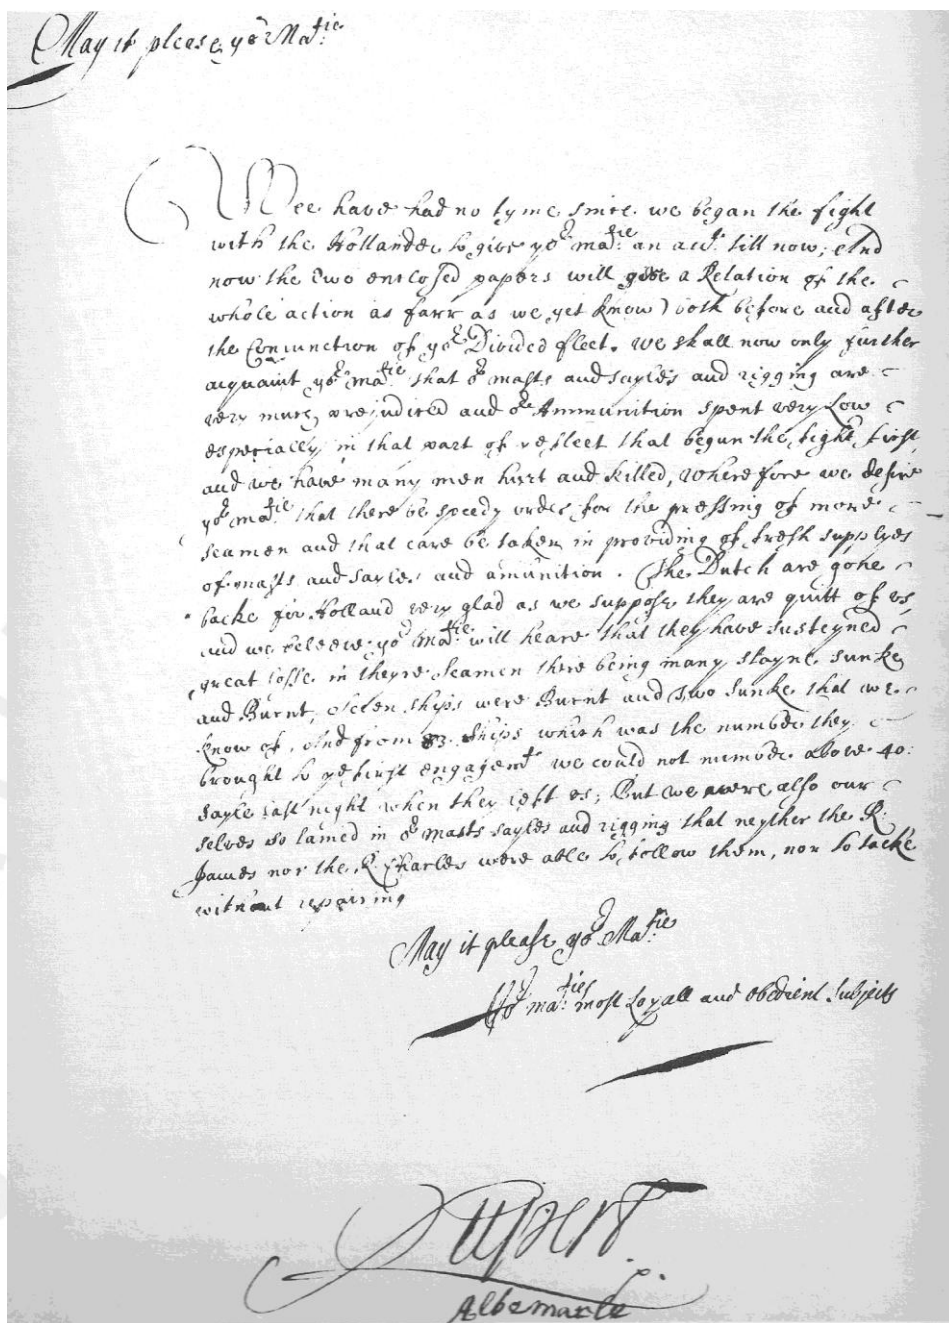 May it please yor Matie
Wee have had no tyme since we began the fight
with the Hollander to give yor matie an acct. till now; And
now the two enclosed papers will give a Relation of the
whole action as farr as we yet know) both before and after
the Coniunction of yor Divided fleet. We shall now only further
acquaint yor matie that or masts and sayles and rigging are
very much prejudiced and or Ammunition spent very Low
especially in that part of ye fleet that begun the fight first,
and we have many men hurt and killed, Wherefore we desire
yor matie that there be speedy order for the pressing of more
seamen and that care be taken in providing of fresh supplyes
of masts and sayles and amunition. The Dutch are gone
backe for Holland very glad as we suppose they are quitt of vs,
and we beleeve yor Matie will heare that they have susteyned
great losse in theyre Seamen there being many slayne sunke
and Burnt, Seven ships were Burnt and two sunke that we
know of, And from 83 Ships which was the number they
brought to ye first engagemt we could not number above 40:
sayle last night when they left vs; But we were also our
selves so lamed in or masts sayles and rigging that neyther the R:
James nor the R: Charles were able to follow them, nor to tacke
without repairing
May it please yor Matie
Yor maties most Loyall and obedient Subjects
Rupert.
Albemarle